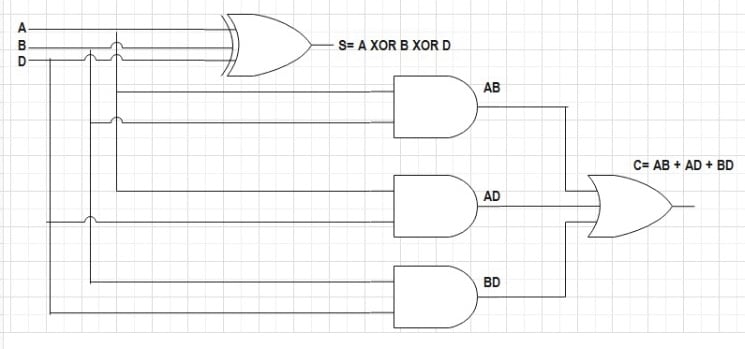 A
B
D
S= A XOR B XOR D
AB
C= AB + AD + BD
AD
BD